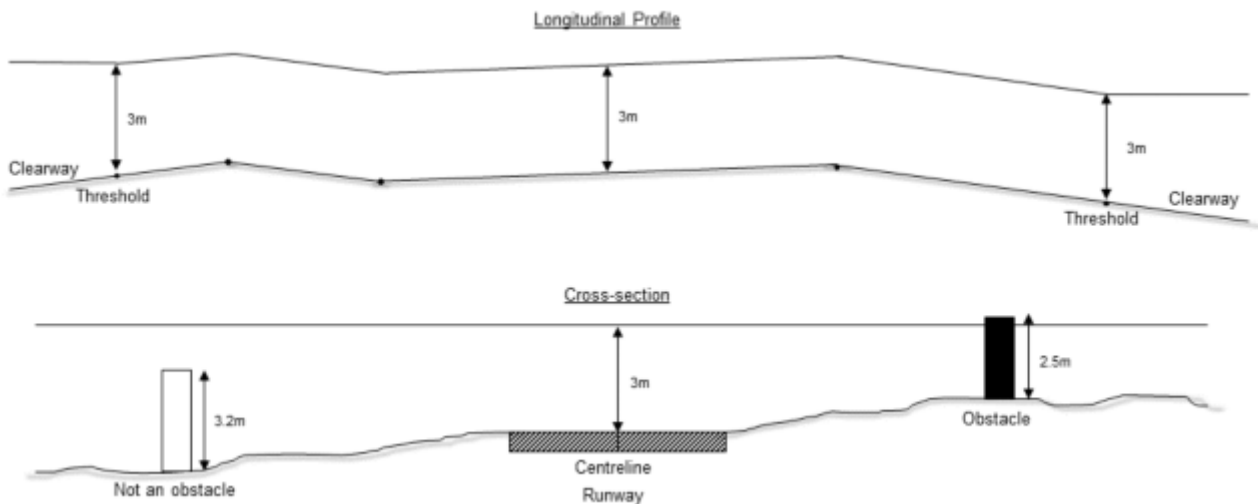 Longitudinal Profile
3m
3m
3m
Clearway
Threshold
Clearway
Threshold
Cross-section
3m
2.5m
3.2m
Obstacle
Centreline
Not an obstacle
Runway